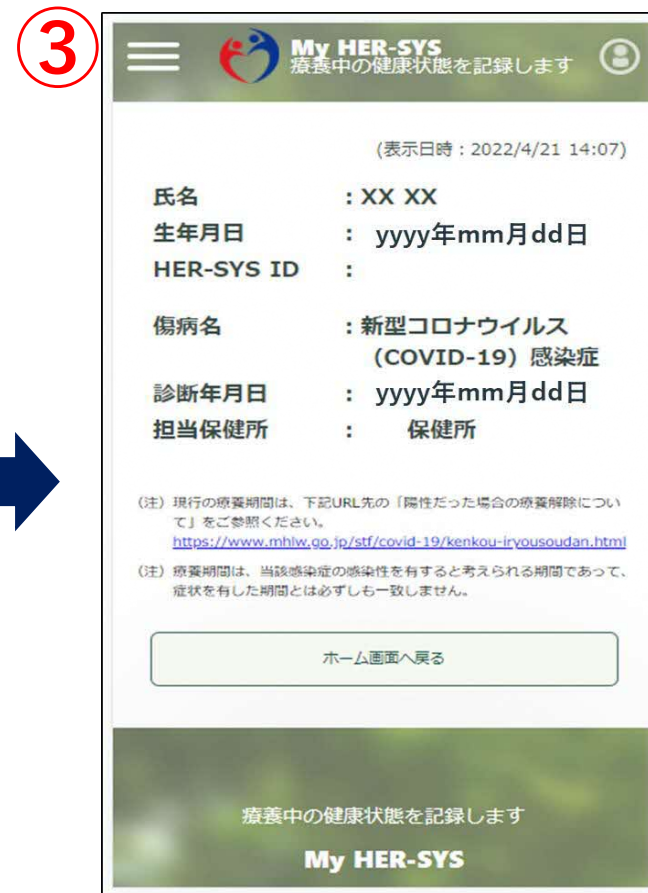 ③
My HER-SYS
療養中の健康状態を記録します
(表示日時：2022/4/21 14:07)
氏名 ：XX XX
生年月日 ： yyyy年mm月dd日
HER-SYS ID ：
傷病名 ：新型コロナウイルス
（COVID-19）感染症
診断年月日 ： yyyy年mm月dd日
担当保健所 ： 保健所
（注）現行の療養期間は、下記URL先の「陽性だった場合の療養解除につい
て」をご参照ください。
https://www.mhlw.go.jp/stf/covid-19/kenkou-iryousoudan.html
（注）療養期間は、当該感染症の感染性を有すると考えられる期間であって、
症状を有した期間とは必ずしも一致しません。
ホーム画面へ戻る
療養中の健康状態を記録します
My HER-SYS